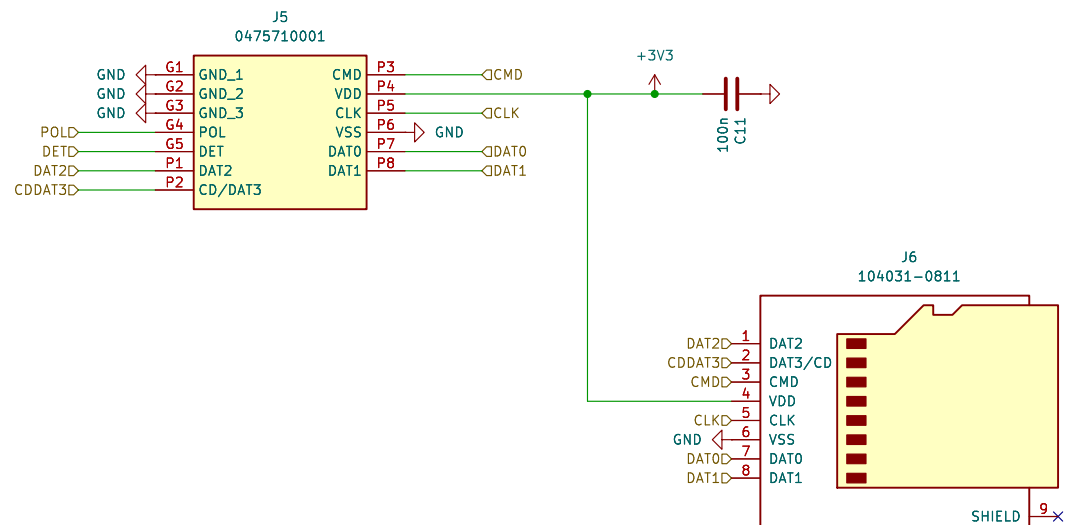 J5
0475710001
GND G1 GND_1 CMD P3 CMD
GND G2 GND_2 VDD P4
GND G3 GND_3 CLK P5 CLK
POL G4 POL VSS P6 GND
DET G5 DET DAT0 P7 DAT0
DAT2 P1 DAT2 DAT1 P8 DAT1
CDDAT3 P2 CD/DAT3
+3V3
100n
C11
J6
104031-0811
DAT2 1 DAT2
CDDAT3 2 DAT3/CD
CMD 3 CMD
4 VDD
CLK 5 CLK
GND 6 VSS
DAT0 7 DAT0
DAT1 8 DAT1
SHIELD 9